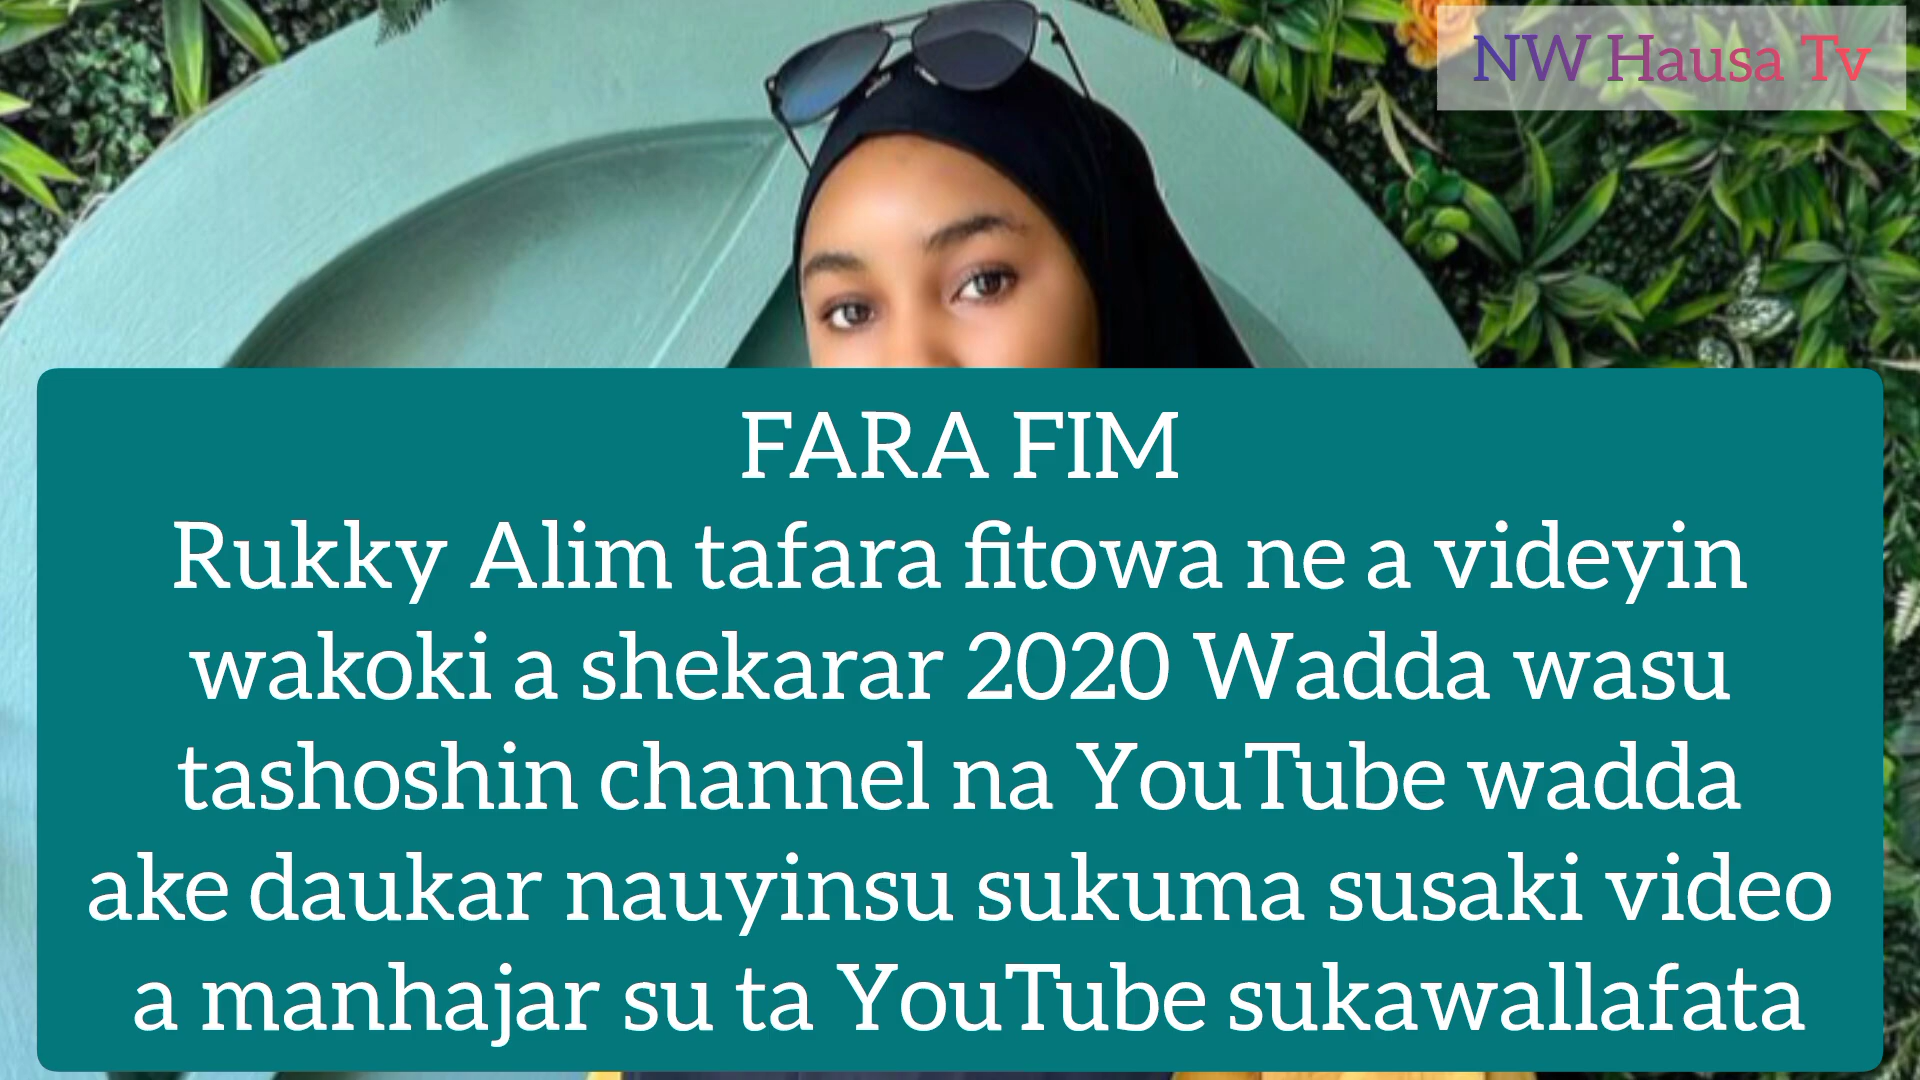 NW Hausa Tv
FARA FIM
Rukky Alim tafara fitowa ne a videyin
wakoki a shekarar 2020 Wadda wasu
tashoshin channel na YouTube wadda
ake daukar nauyinsu sukuma susaki video
a manhajar su ta YouTube sukawallafata